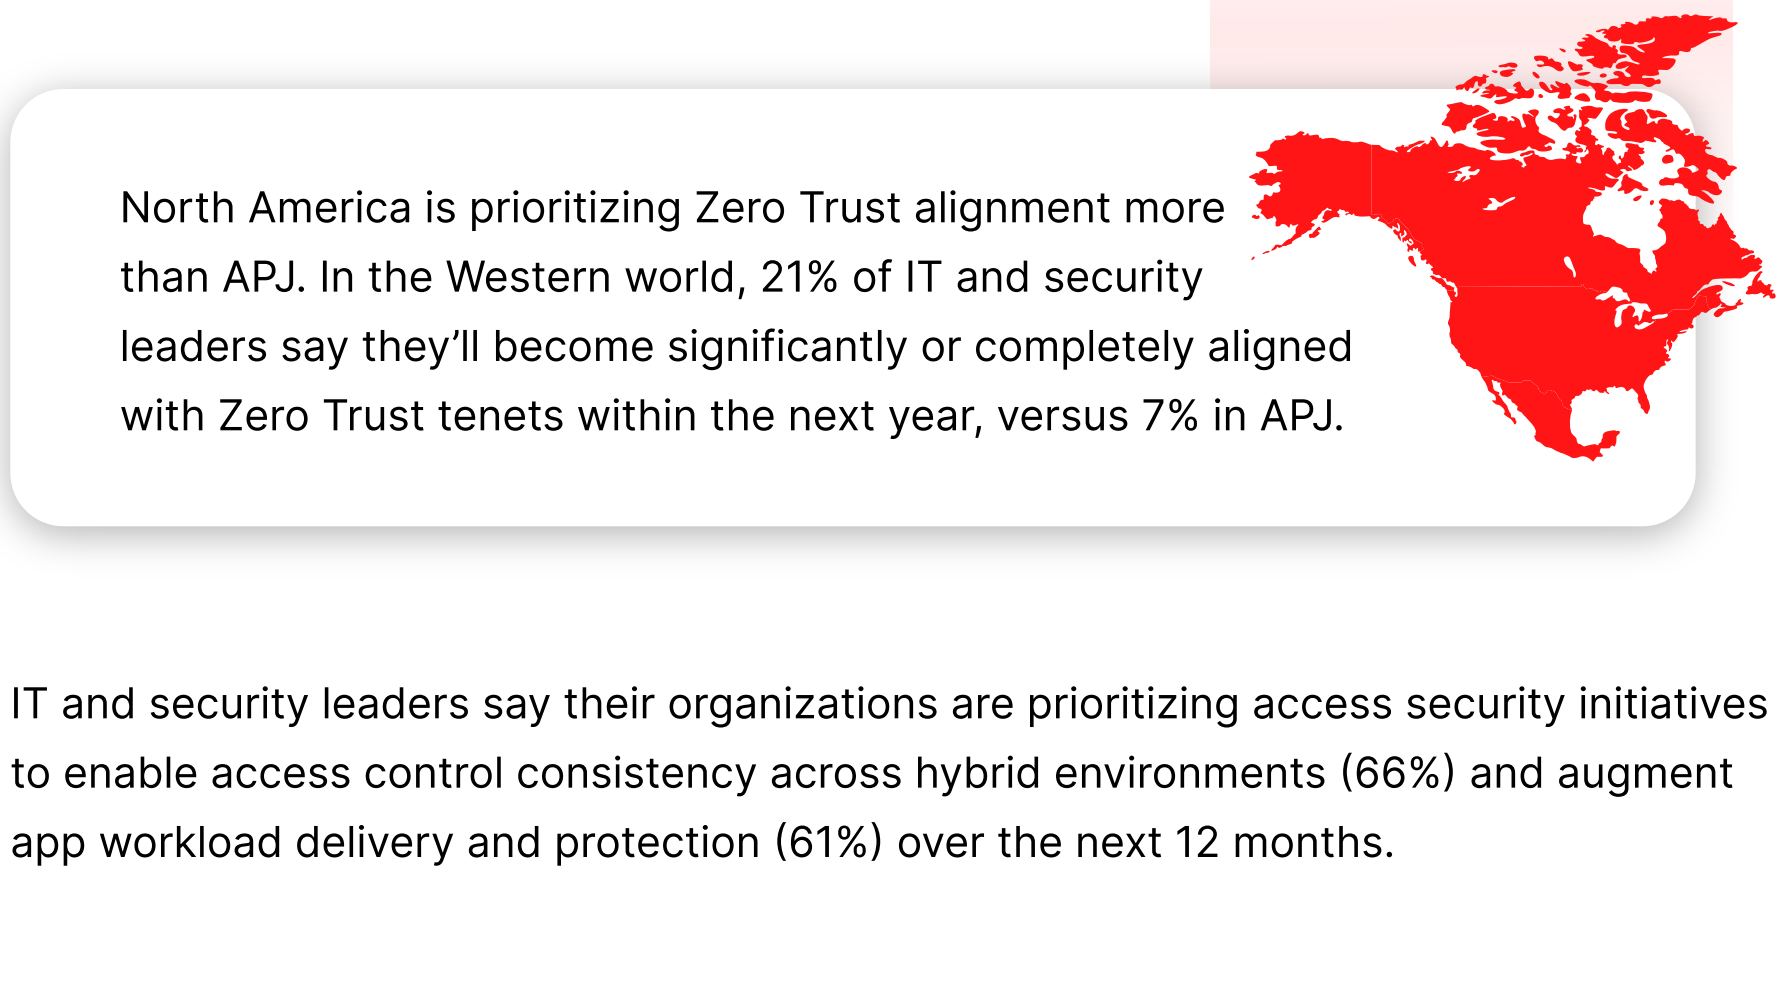 North America is prioritizing Zero Trust alignment more
than APJ. In the Western world, 21% of IT and security
leaders say they’ll become significantly or completely aligned
with Zero Trust tenets within the next year, versus 7% in APJ.
IT and security leaders say their organizations are prioritizing access security initiatives
to enable access control consistency across hybrid environments (66%) and augment
app workload delivery and protection (61%) over the next 12 months.